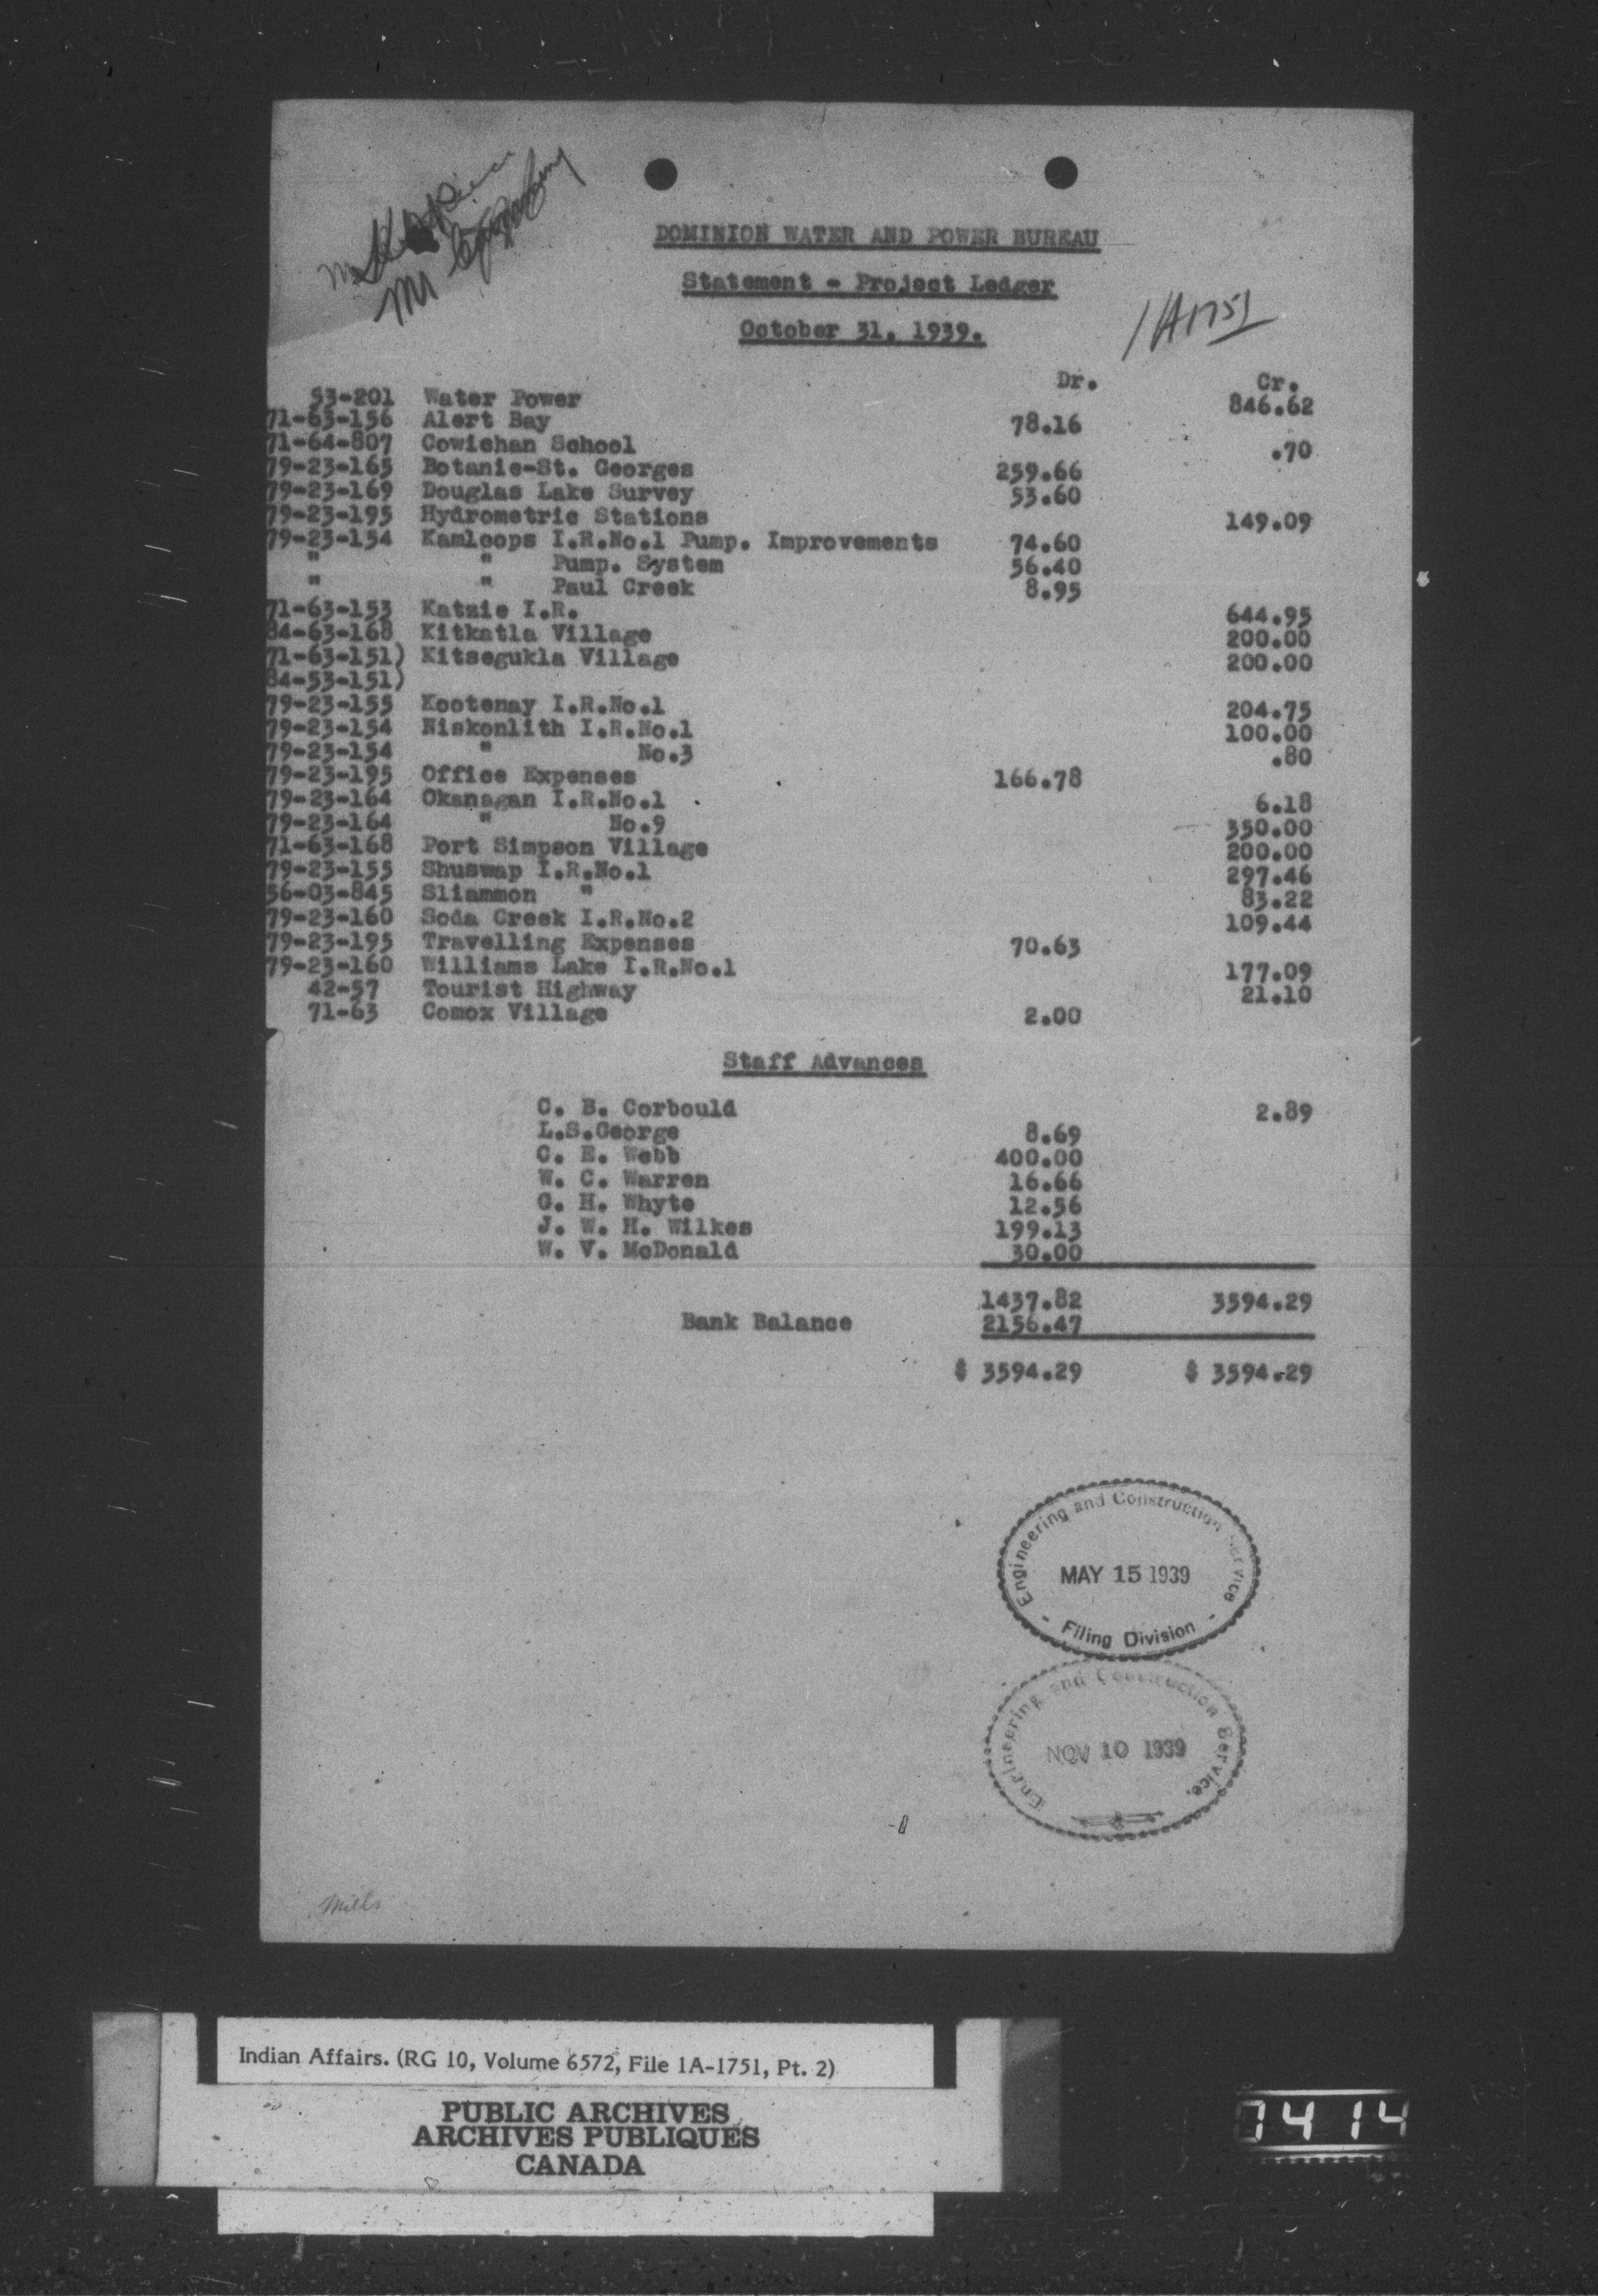 DOMINION WATER AND POWER BUREAU
Statement - Project Ledger
1A1751
October 31, 1939.
Dr. Cr.
53-201 Water Power 846.62
71-63-156 Alert Bay 78.16
71-64-807 Cowichan School .70
79-23-165 Botanie-St. Georges 259.66
79-23-169 Douglas Lake Survey 53.60
79-23-195 Hydrometric Stations 149.09
79-23-154 Kamloops I.R.No.1 Pump. Improvements 74.60
" " Pump. System 56.40
" " Paul Creek 8.95
71-63-153 Katzie I.R. 644.95
84-63-168 Kitkatla Village 200.00
71-63-151) Kitsegukla Village 200.00
84-53-151)
79-23-155 Kootenay I.R.No.1 204.75
79-23-154 Niskonlith I.R.No.1 100.00
79-23-154 " No.3 .80
79-23-195 Office Expenses 166.78
79-23-164 Okanagan I.R.No.1 6.18
79-23-164 " No.9 350.00
71-63-168 Port Simpson Village 200.00
79-23-155 Shuswap I.R.No.1 297.46
56-03-845 Sliammon " 83.22
79-23-160 Soda Creek I.R.No.2 109.44
79-23-195 Travelling Expenses 70.63
79-23-160 Williams Lake I.R.No.1 177.09
42-57 Tourist Highway 21.10
71-63 Comox Village 2.00
Staff Advances
C. B. Corbould 2.89
L.S.George 8.69
C. E. Webb 400.00
W. C. Warren 16.66
G. H. Whyte 12.56
J. W. H. Wilkes 199.13
W. V. McDonald 30.00
1437.82 3594.29
Bank Balance 2156.47
$ 3594.29 $ 3594.29
Engineering and Construction Service
MAY 15 1939
- Filing Division -
Engineering and Construction Service.
NOV 10 1939
Mills
Indian Affairs. (RG 10, Volume 6572, File 1A-1751, Pt. 2)
PUBLIC ARCHIVES
ARCHIVES PUBLIQUES
CANADA
7414